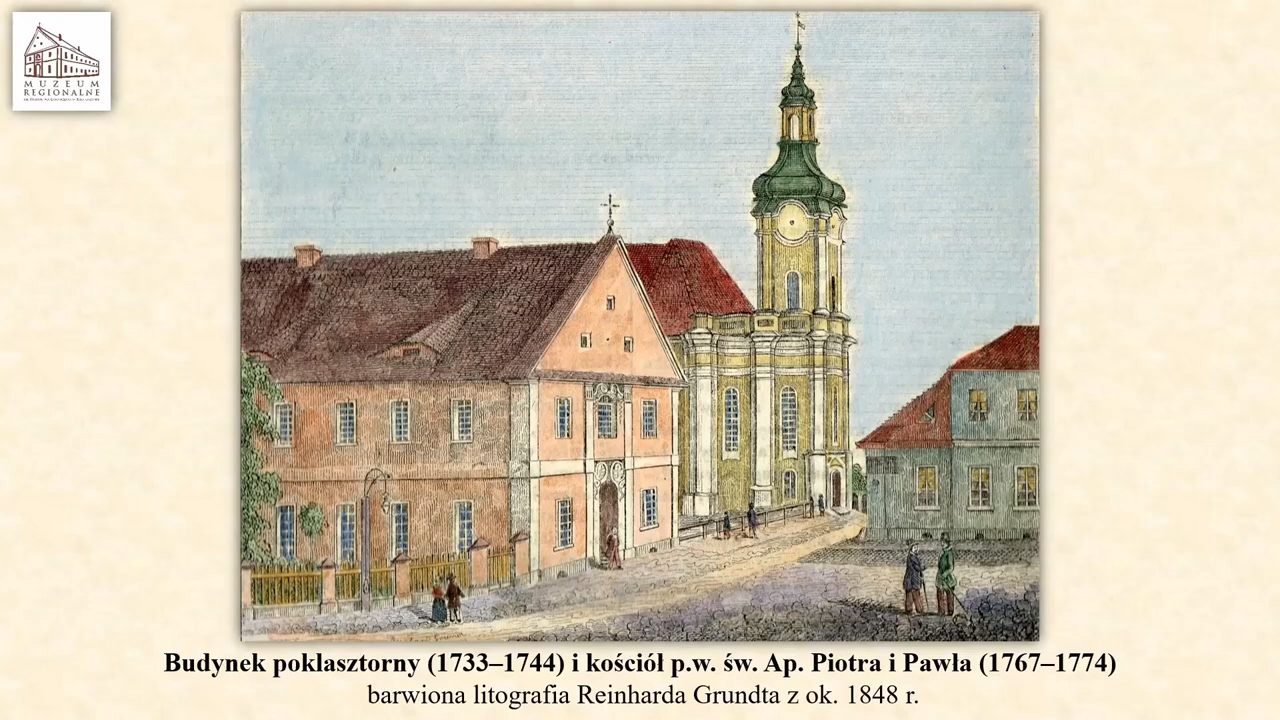 MUZEUM
REGIONALNE
Budynek poklasztorny (1733–1744) i kościół p.w. św. Ap. Piotra i Pawła (1767–1774)
barwiona litografia Reinharda Grundta z ok. 1848 r.